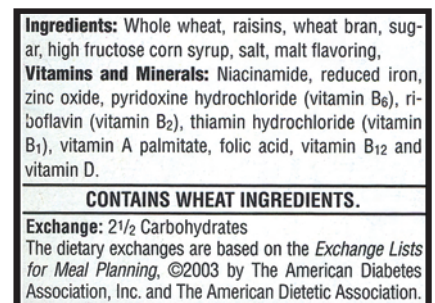 Ingredients: Whole wheat, raisins, wheat bran, sug-
ar, high fructose corn syrup, salt, malt flavoring,
Vitamins and Minerals: Niacinamide, reduced iron,
zinc oxide, pyridoxine hydrochloride (vitamin B₆), ri-
boflavin (vitamin B₂), thiamin hydrochloride (vitamin
B₁), vitamin A palmitate, folic acid, vitamin B₁₂ and
vitamin D.
CONTAINS WHEAT INGREDIENTS.
Exchange: 2½ Carbohydrates
The dietary exchanges are based on the Exchange Lists
for Meal Planning, ©2003 by The American Diabetes
Association, Inc. and The American Dietetic Association.